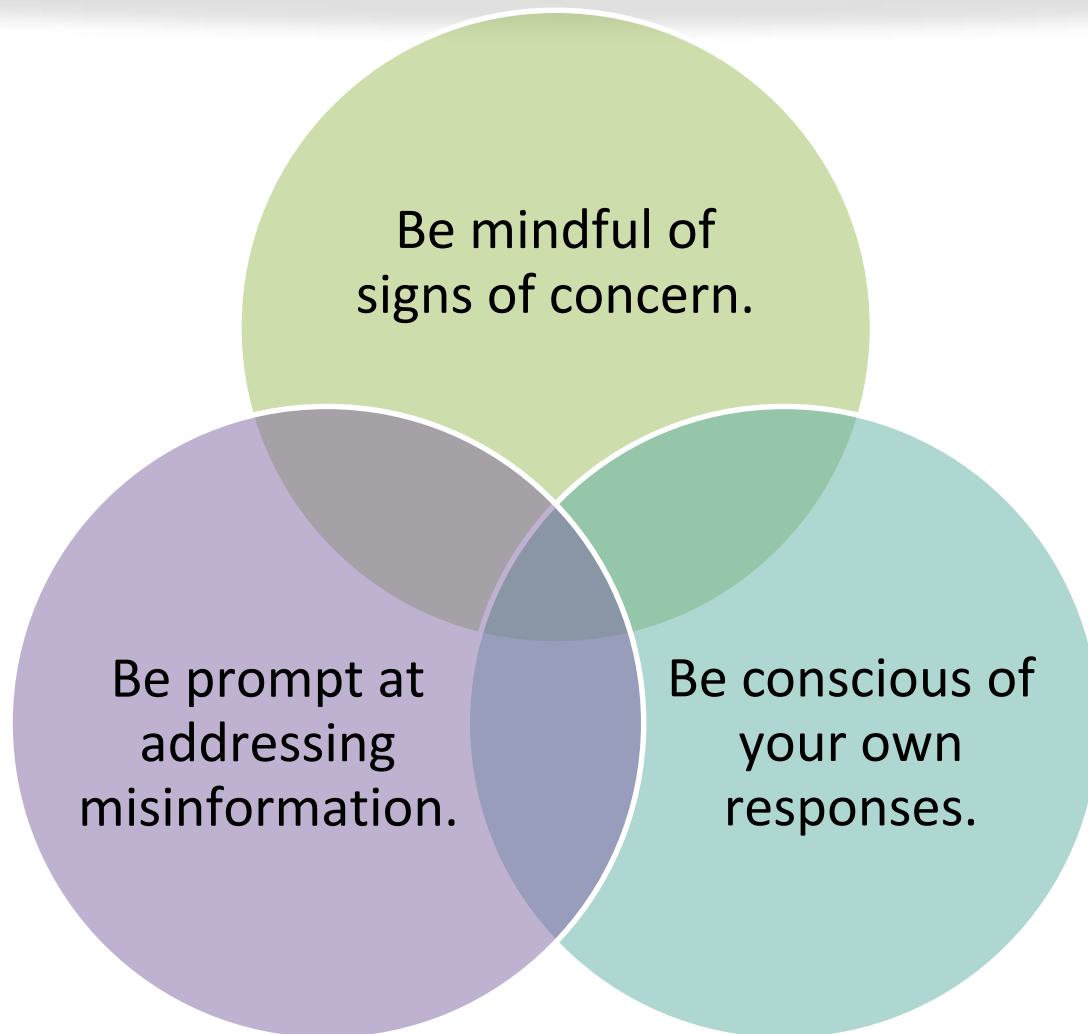 Be mindful of
signs of concern.
Be prompt at
addressing
misinformation.
Be conscious of
your own
responses.